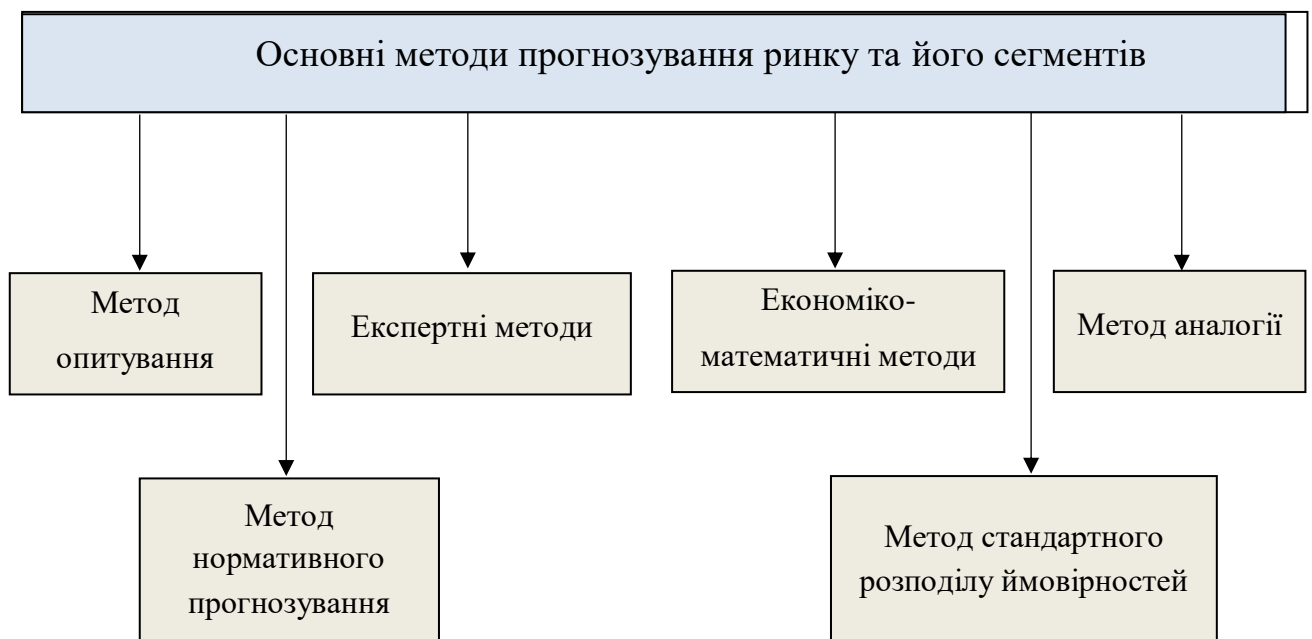 Основні методи прогнозування ринку та його сегментів
Метод
опитування
Експертні методи
Економіко-
математичні методи
Метод аналогії
Метод
нормативного
прогнозування
Метод стандартного
розподілу ймовірностей